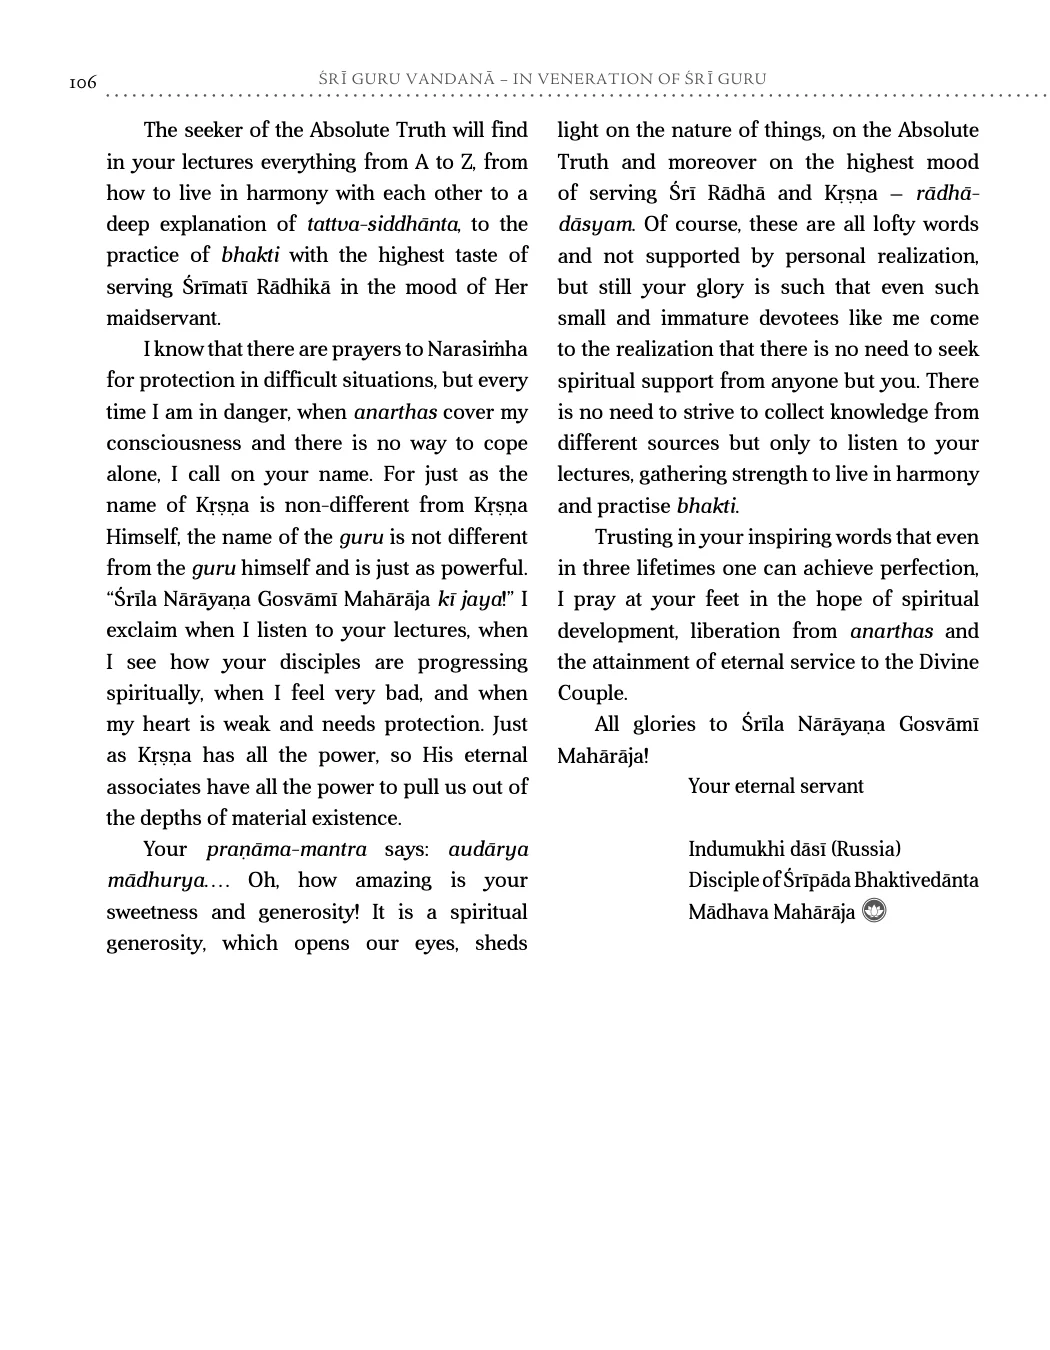 106
ŚRĪ GURU VANDANĀ – IN VENERATION OF ŚRĪ GURU
The seeker of the Absolute Truth will find
in your lectures everything from A to Z, from
how to live in harmony with each other to a
deep explanation of tattva-siddhānta, to the
practice of bhakti with the highest taste of
serving Śrīmatī Rādhikā in the mood of Her
maidservant.
I know that there are prayers to Narasiṁha
for protection in difficult situations, but every
time I am in danger, when anarthas cover my
consciousness and there is no way to cope
alone, I call on your name. For just as the
name of Kṛṣṇa is non-different from Kṛṣṇa
Himself, the name of the guru is not different
from the guru himself and is just as powerful.
“Śrīla Nārāyaṇa Gosvāmī Mahārāja kī jaya!” I
exclaim when I listen to your lectures, when
I see how your disciples are progressing
spiritually, when I feel very bad, and when
my heart is weak and needs protection. Just
as Kṛṣṇa has all the power, so His eternal
associates have all the power to pull us out of
the depths of material existence.
Your praṇāma-mantra says: audārya
mādhurya.… Oh, how amazing is your
sweetness and generosity! It is a spiritual
generosity, which opens our eyes, sheds
light on the nature of things, on the Absolute
Truth and moreover on the highest mood
of serving Śrī Rādhā and Kṛṣṇa – rādhā-
dāsyam. Of course, these are all lofty words
and not supported by personal realization,
but still your glory is such that even such
small and immature devotees like me come
to the realization that there is no need to seek
spiritual support from anyone but you. There
is no need to strive to collect knowledge from
different sources but only to listen to your
lectures, gathering strength to live in harmony
and practise bhakti.
Trusting in your inspiring words that even
in three lifetimes one can achieve perfection,
I pray at your feet in the hope of spiritual
development, liberation from anarthas and
the attainment of eternal service to the Divine
Couple.
All glories to Śrīla Nārāyaṇa Gosvāmī
Mahārāja!
Your eternal servant
Indumukhi dāsī (Russia)
Disciple of Śrīpāda Bhaktivedānta
Mādhava Mahārāja